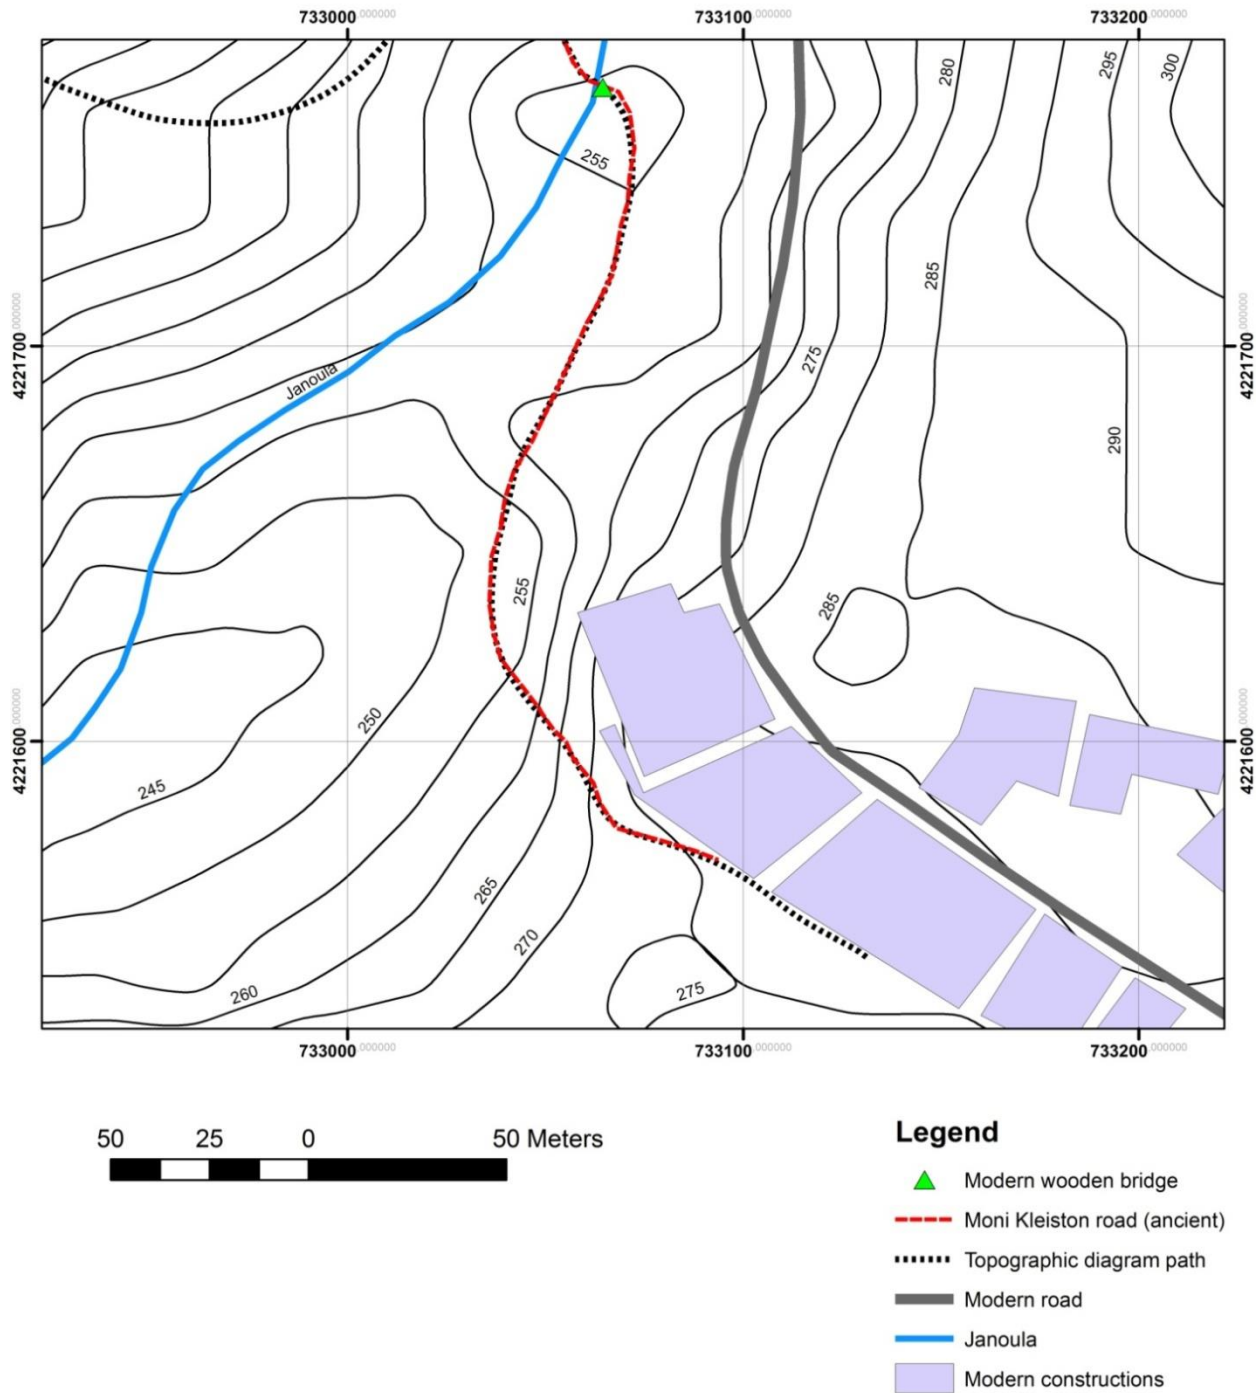 733000.000000 733100.000000 733200.000000
280
295
300
255
285
4221700.000000 4221700.000000
275
Janoula
290
255
285
250
4221600.000000 4221600.000000
245
265
270
260
275
733000.000000 733100.000000 733200.000000
50 25 0 50 Meters
Legend
Modern wooden bridge
Moni Kleiston road (ancient)
Topographic diagram path
Modern road
Janoula
Modern constructions